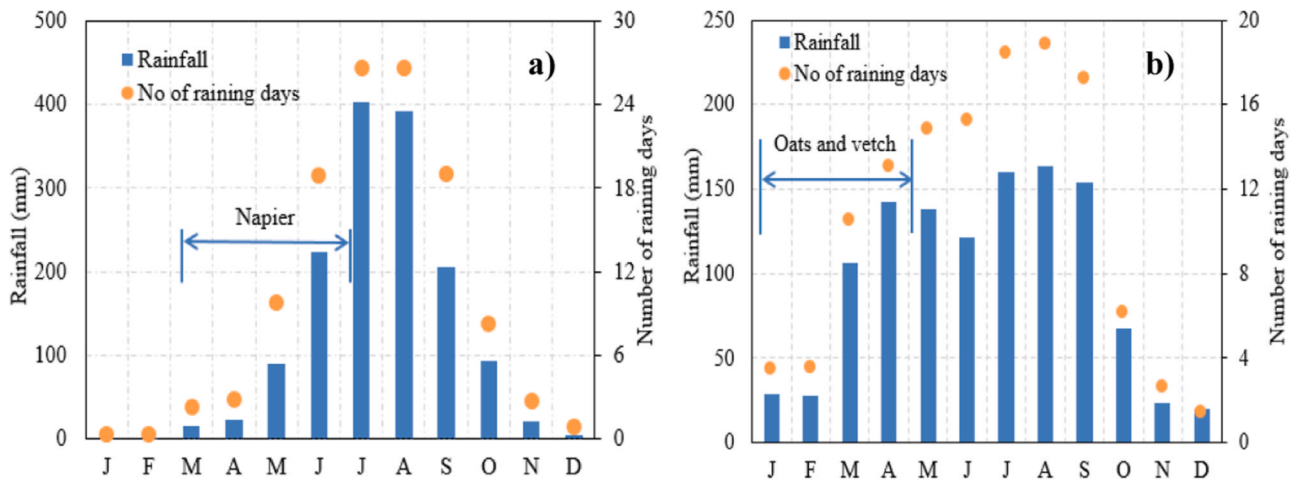 500
400
300
200
100
0
Rainfall (mm)
Rainfall
No of raining days
a)
Napier
30
24
18
12
6
0
Number of raining days
J F M A M J J A S O N D
250
200
150
100
50
0
Rainfall (mm)
Rainfall
No of raining days
b)
Oats and vetch
20
16
12
8
4
0
Number of raining days
J F M A M J J A S O N D